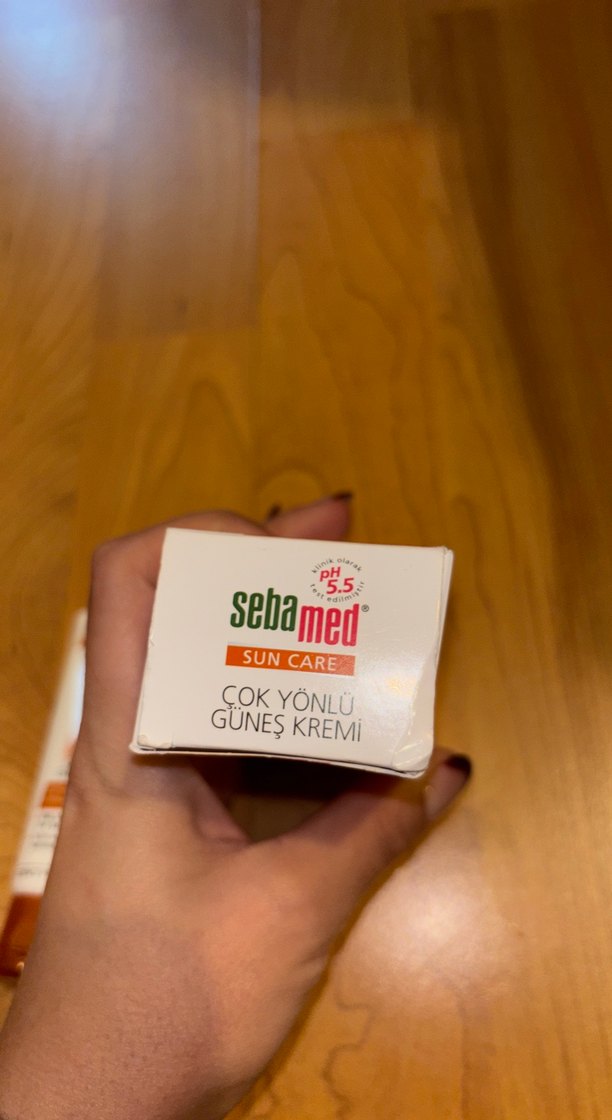 klinik olarak
pH
5.5
test edilmiştir
sebamed®
SUN CARE
ÇOK YÖNLÜ
GÜNEŞ KREMİ